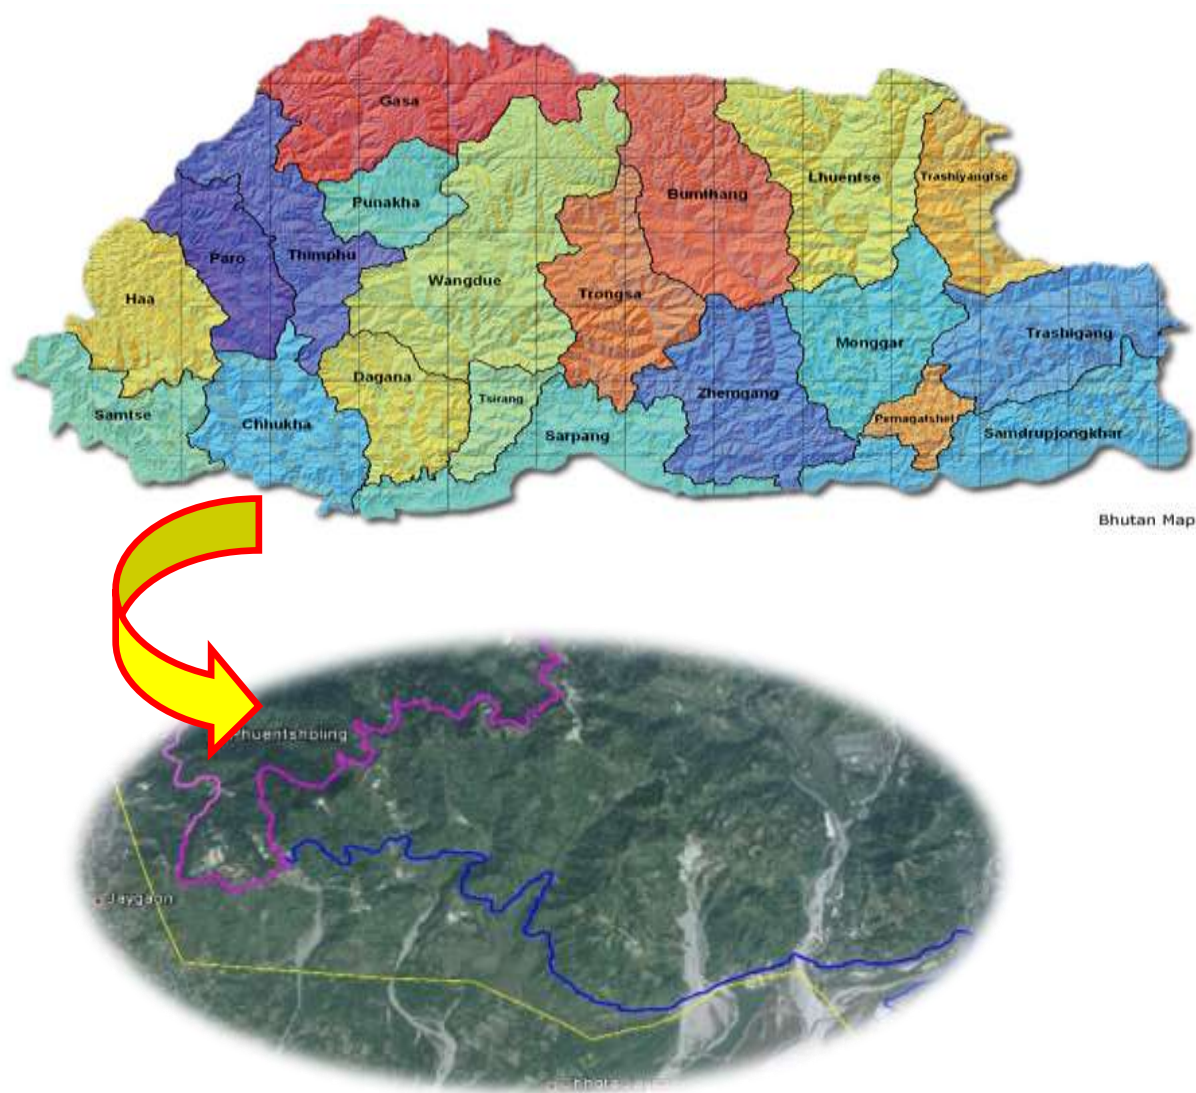 Gasa
Punakha
Bumthang
Lhuentse
Trashiyangtse
Paro
Thimphu
Wangdue
Haa
Trongsa
Monggar
Trashigang
Dagana
Tsirang
Zhemgang
Samtse
Chhukha
Sarpang
Pemagatshel
Samdrupjongkhar
Bhutan Map
Phuentsholing
Jaygaon